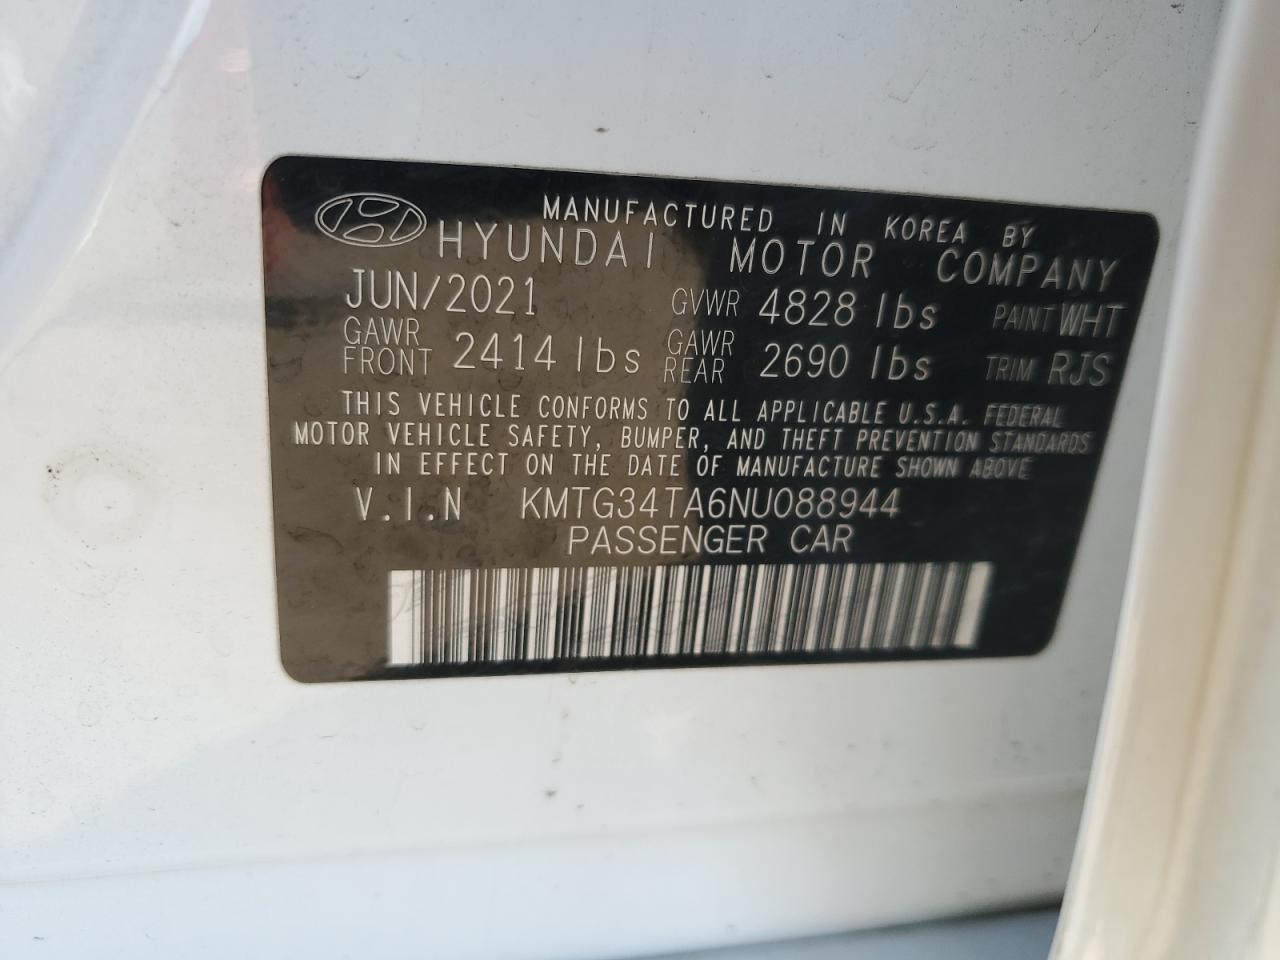 MANUFACTURED IN KOREA BY
HYUNDAI MOTOR COMPANY
JUN/2021 GVWR 4828 lbs PAINT WHT
GAWR FRONT 2414 lbs GAWR REAR 2690 lbs TRIM RJS
THIS VEHICLE CONFORMS TO ALL APPLICABLE U.S.A. FEDERAL
MOTOR VEHICLE SAFETY, BUMPER, AND THEFT PREVENTION STANDARDS
IN EFFECT ON THE DATE OF MANUFACTURE SHOWN ABOVE
V.I.N KMTG34TA6NU088944
PASSENGER CAR